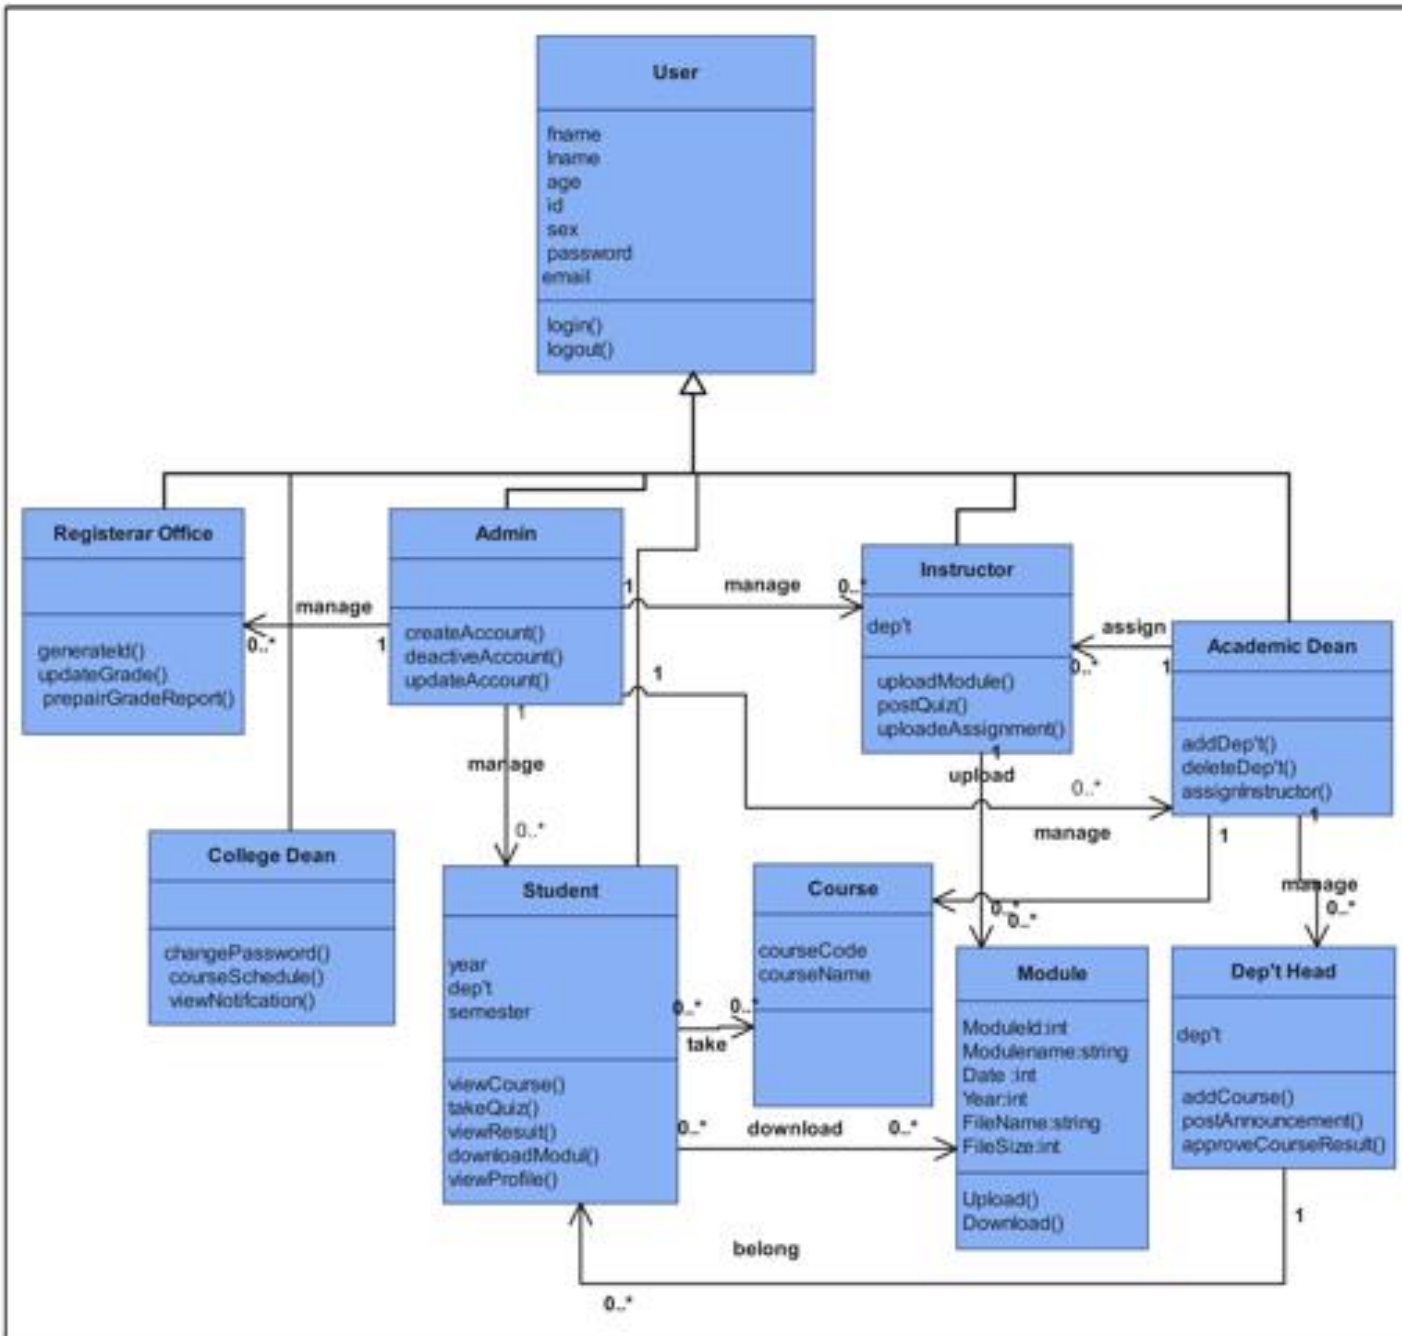 User
fname
lname
age
id
sex
password
email
login()
logout()
Registerar Office
generateId()
updateGrade()
prepairGradeReport()
manage
0..*
1
Admin
createAccount()
deactiveAccount()
updateAccount()
1
manage
0..*
Instructor
dep't
uploadModule()
postQuiz()
uploadeAssignment()
assign
0..*
1
Academic Dean
addDep't()
deleteDep't()
assignInstructor()
1
0..*
manage
1
manage
0..*
1
upload
0..*
1
0..*
1
manage
0..*
College Dean
changePassword()
courseSchedule()
viewNotifcation()
Student
year
dep't
semester
viewCourse()
takeQuiz()
viewResult()
downloadModul()
viewProfile()
0..*
0..*
take
Course
courseCode
courseName
0..*
download
0..*
Module
ModuleId:int
Modulename:string
Date :int
Year:int
FileName:string
FileSize:int
Upload()
Download()
Dep't Head
dep't
addCourse()
postAnnouncement()
approveCourseResult()
1
belong
0..*